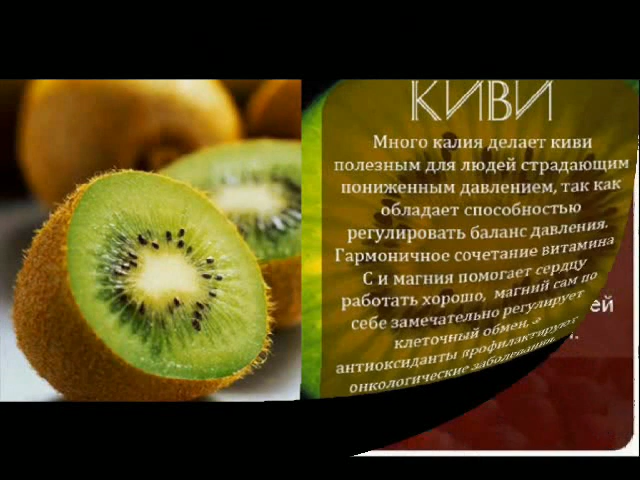 КИВИ
Много калия делает киви
полезным для людей страдающим
пониженным давлением, так как
обладает способностью
регулировать баланс давления.
Гармоничное сочетание витамина
С и магния помогает сердцу
работать хорошо, магний сам по
себе замечательно регулирует
клеточный обмен, а
антиоксиданты профилактируют
онкологические заболевания.
ей